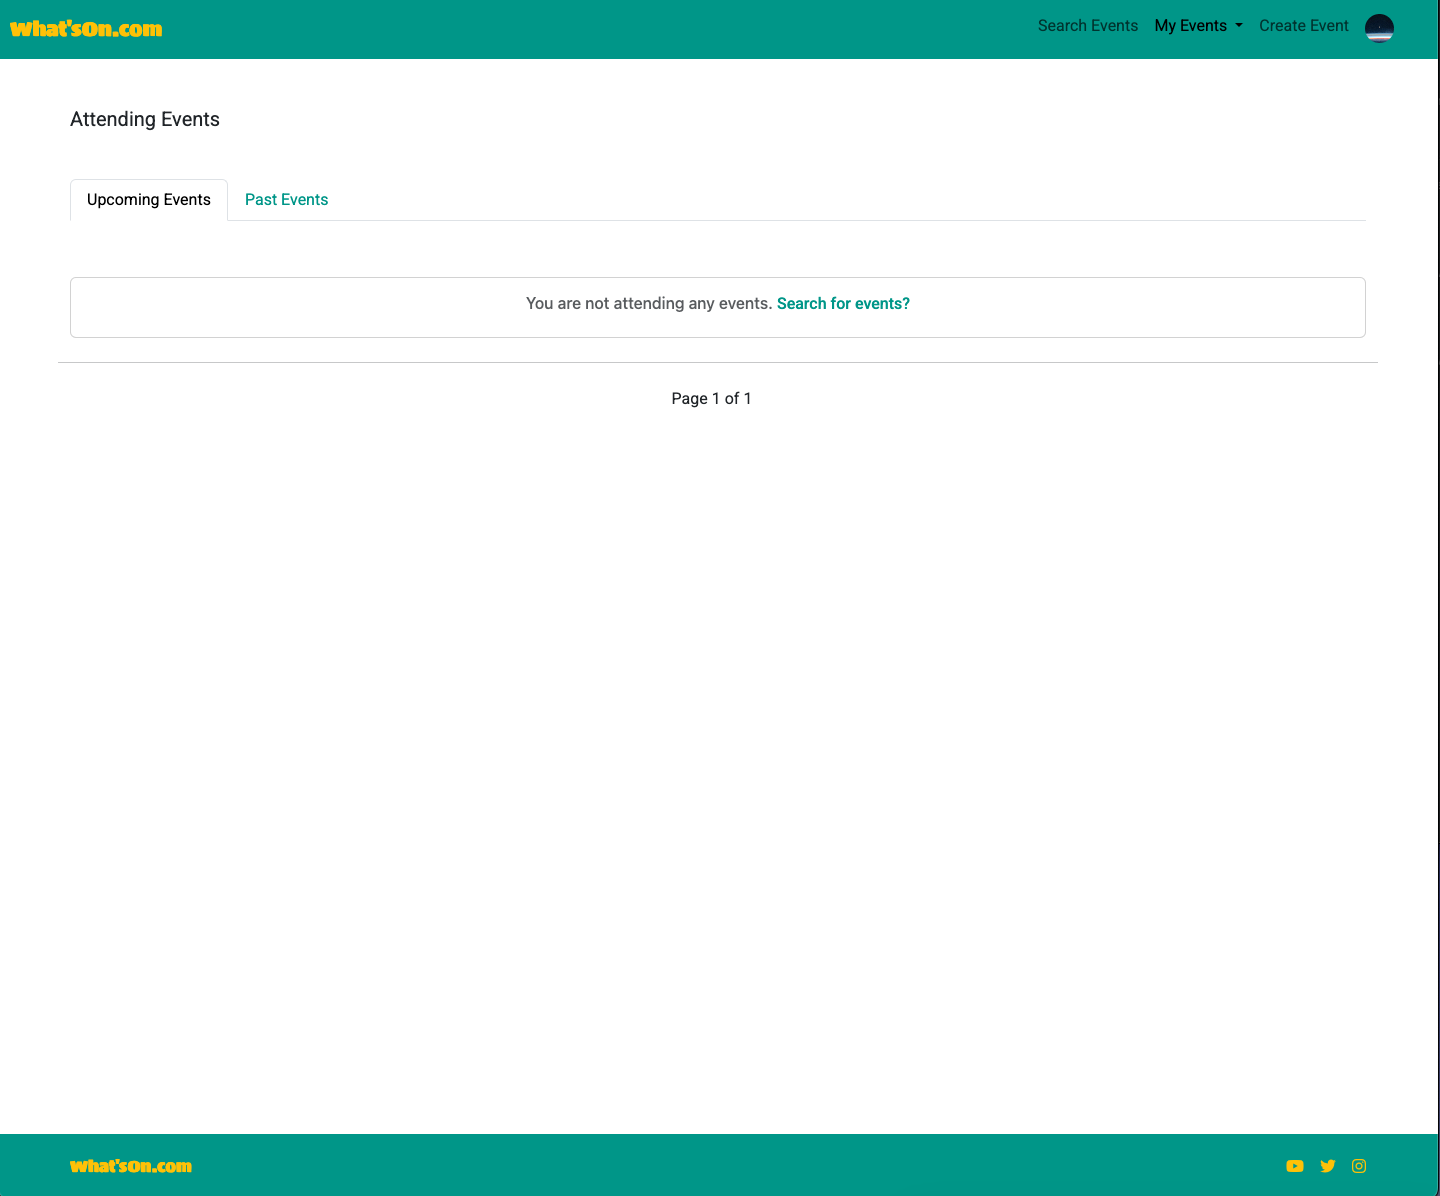 What'sOn.com
Search Events My Events Create Event
Attending Events
Upcoming Events Past Events
You are not attending any events. Search for events?
Page 1 of 1
What'sOn.com